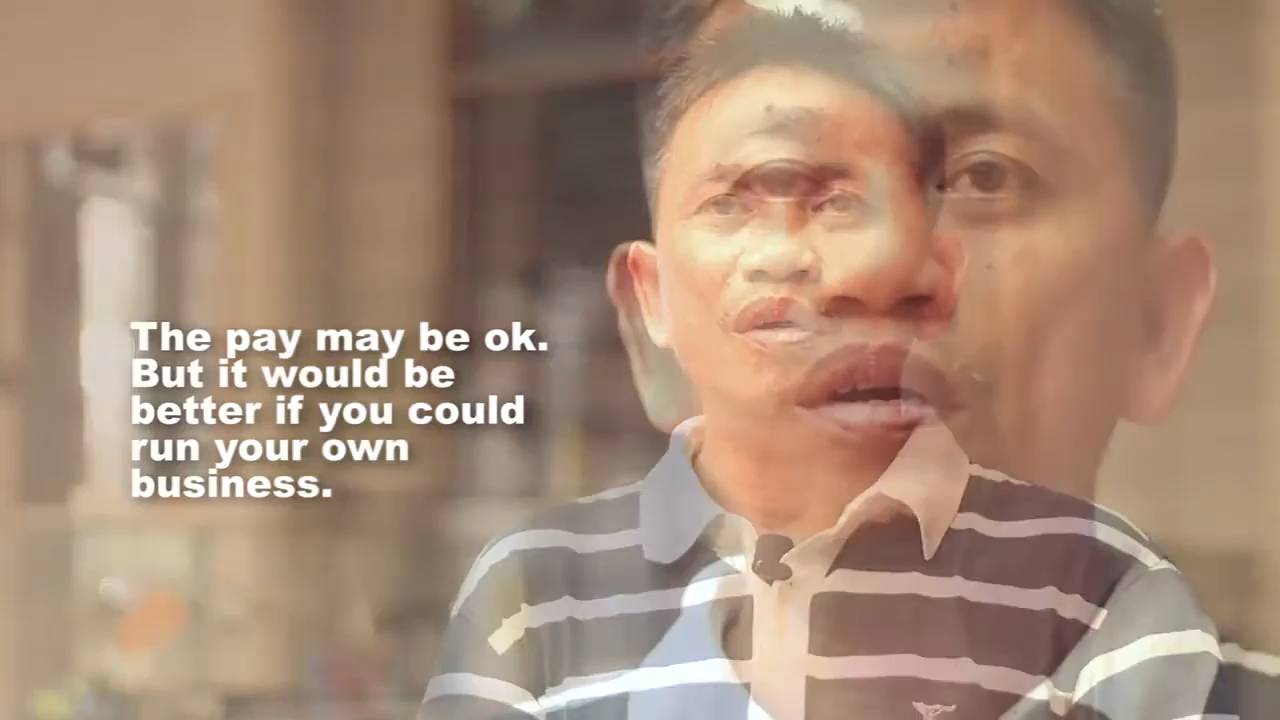 The pay may be ok.
But it would be
better if you could
run your own
business.